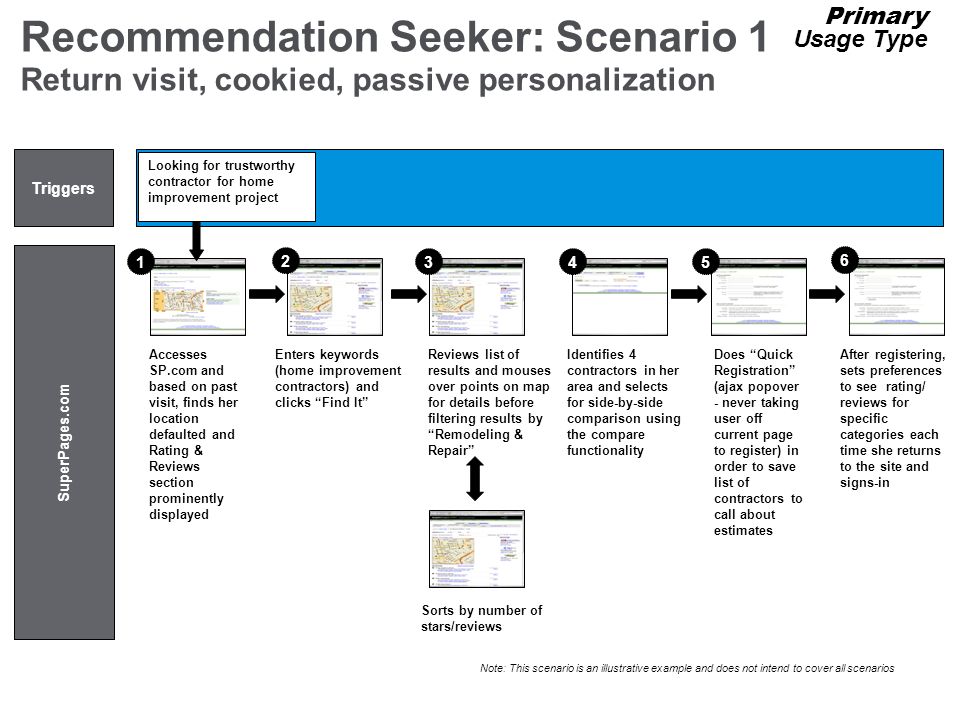 Recommendation Seeker: Scenario 1
Return visit, cookied, passive personalization
Primary
Usage Type
Triggers
Looking for trustworthy
contractor for home
improvement project
SuperPages.com
1
2
3
4
5
6
Accesses
SP.com and
based on past
visit, finds her
location
defaulted and
Rating &
Reviews
section
prominently
displayed
Enters keywords
(home improvement
contractors) and
clicks “Find It”
Reviews list of
results and mouses
over points on map
for details before
filtering results by
“Remodeling &
Repair”
Sorts by number of
stars/reviews
Identifies 4
contractors in her
area and selects
for side-by-side
comparison using
the compare
functionality
Does “Quick
Registration”
(ajax popover
- never taking
user off
current page
to register) in
order to save
list of
contractors to
call about
estimates
After registering,
sets preferences
to see rating/
reviews for
specific
categories each
time she returns
to the site and
signs-in
Note: This scenario is an illustrative example and does not intend to cover all scenarios